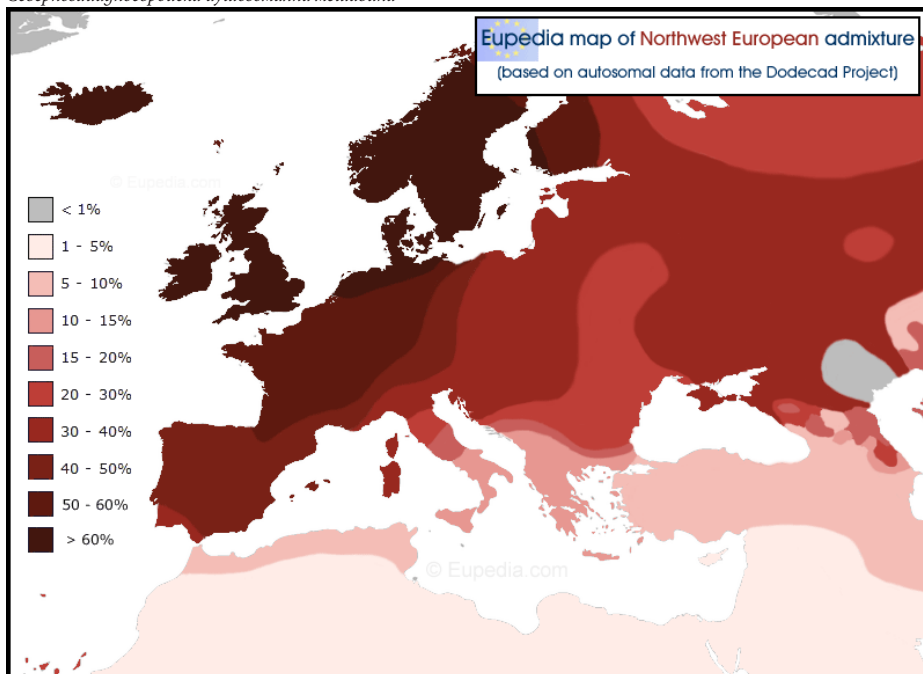 Eupedia map of Northwest European admixture
(based on autosomal data from the Dodecad Project)
© Eupedia.com
< 1%
1 - 5%
5 - 10%
10 - 15%
15 - 20%
20 - 30%
30 - 40%
40 - 50%
50 - 60%
> 60%
© Eupedia.com